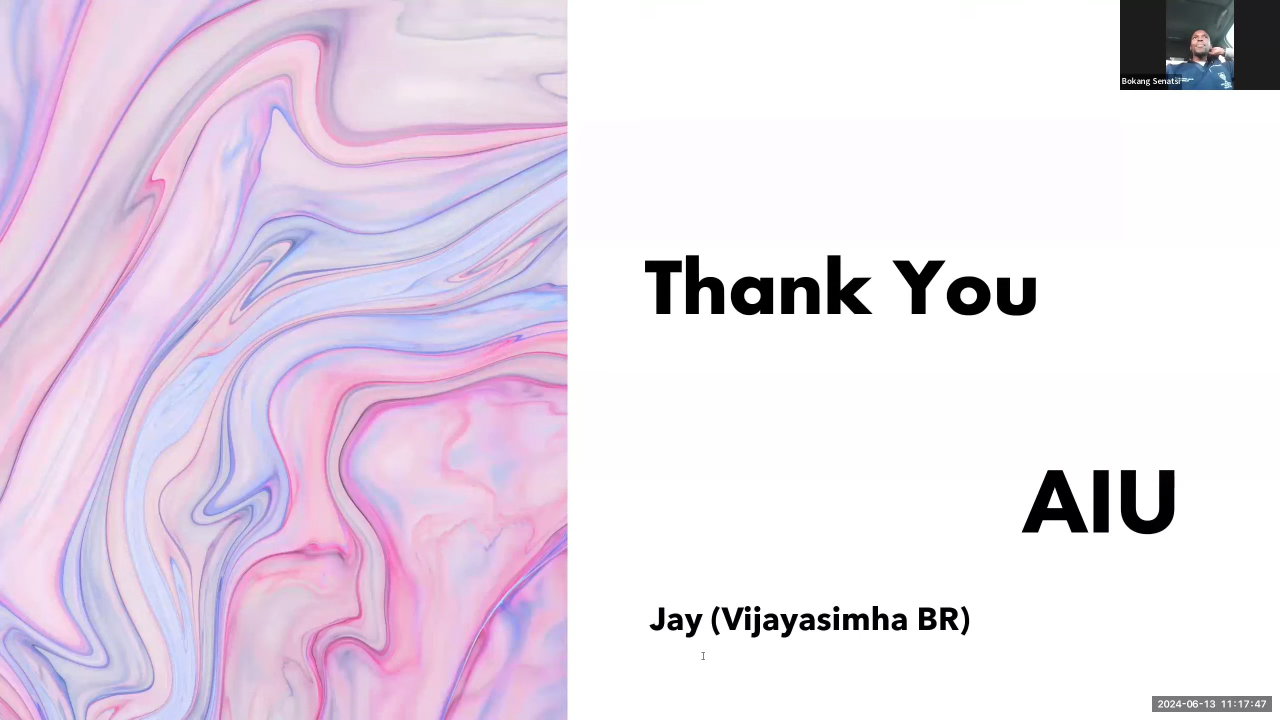 Bokang Senatsi
Thank You
AIU
Jay (Vijayasimha BR)
2024-06-13 11:17:47